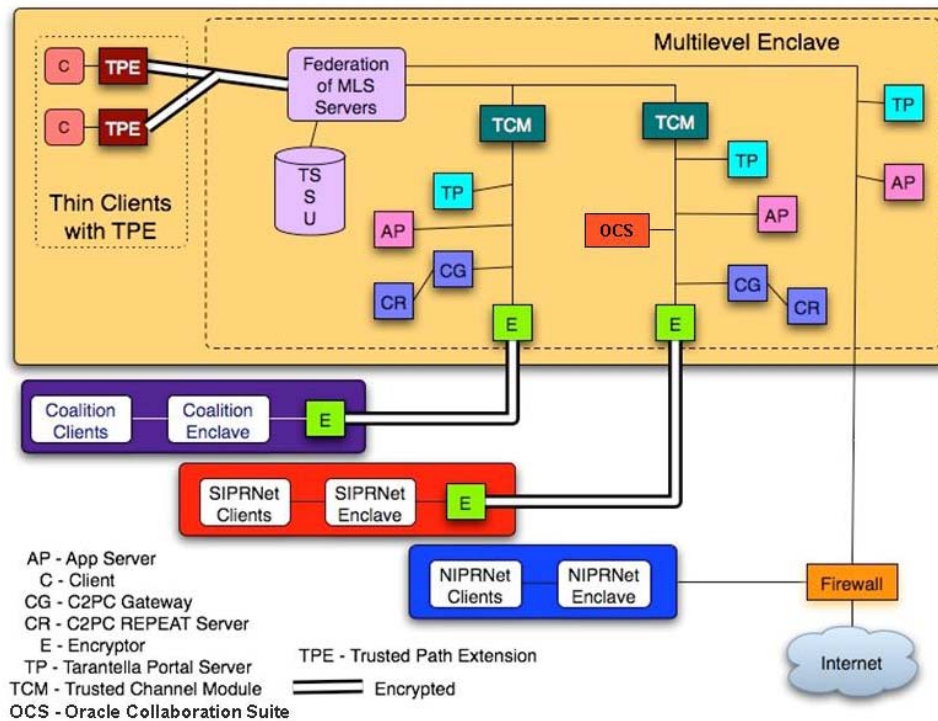 Multilevel Enclave
C
TPE
C
TPE
Thin Clients
with TPE
Federation
of MLS
Servers
TS
S
U
TCM
TP
AP
CG
CR
E
TCM
TP
AP
OCS
CG
CR
E
TP
AP
Coalition
Clients
Coalition
Enclave
E
SIPRNet
Clients
SIPRNet
Enclave
E
NIPRNet
Clients
NIPRNet
Enclave
Firewall
Internet
AP - App Server
C - Client
CG - C2PC Gateway
CR - C2PC REPEAT Server
E - Encryptor
TP - Tarantella Portal Server
TCM - Trusted Channel Module
OCS - Oracle Collaboration Suite
TPE - Trusted Path Extension
Encrypted